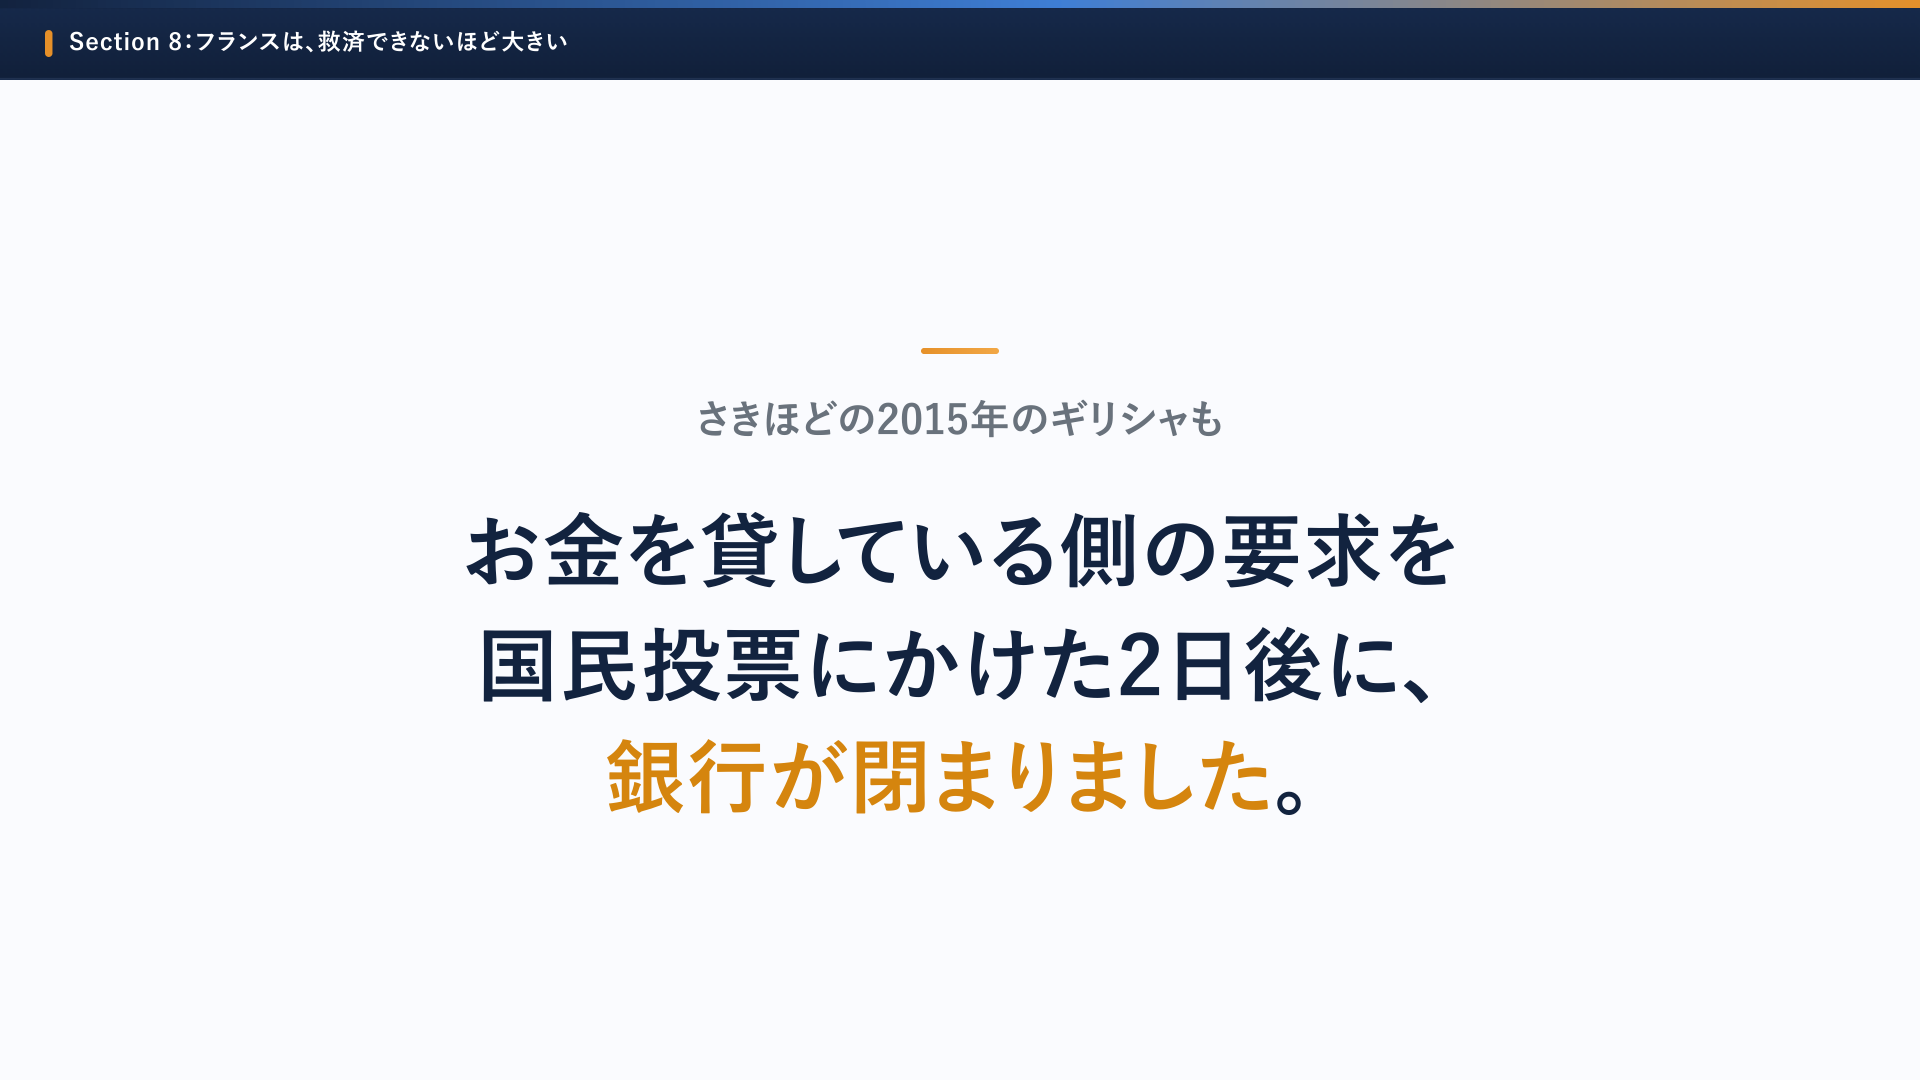 Section 8：フランスは、救済できないほど大きい
さきほどの2015年のギリシャも
お金を貸している側の要求を
国民投票にかけた2日後に、
銀行が閉まりました。